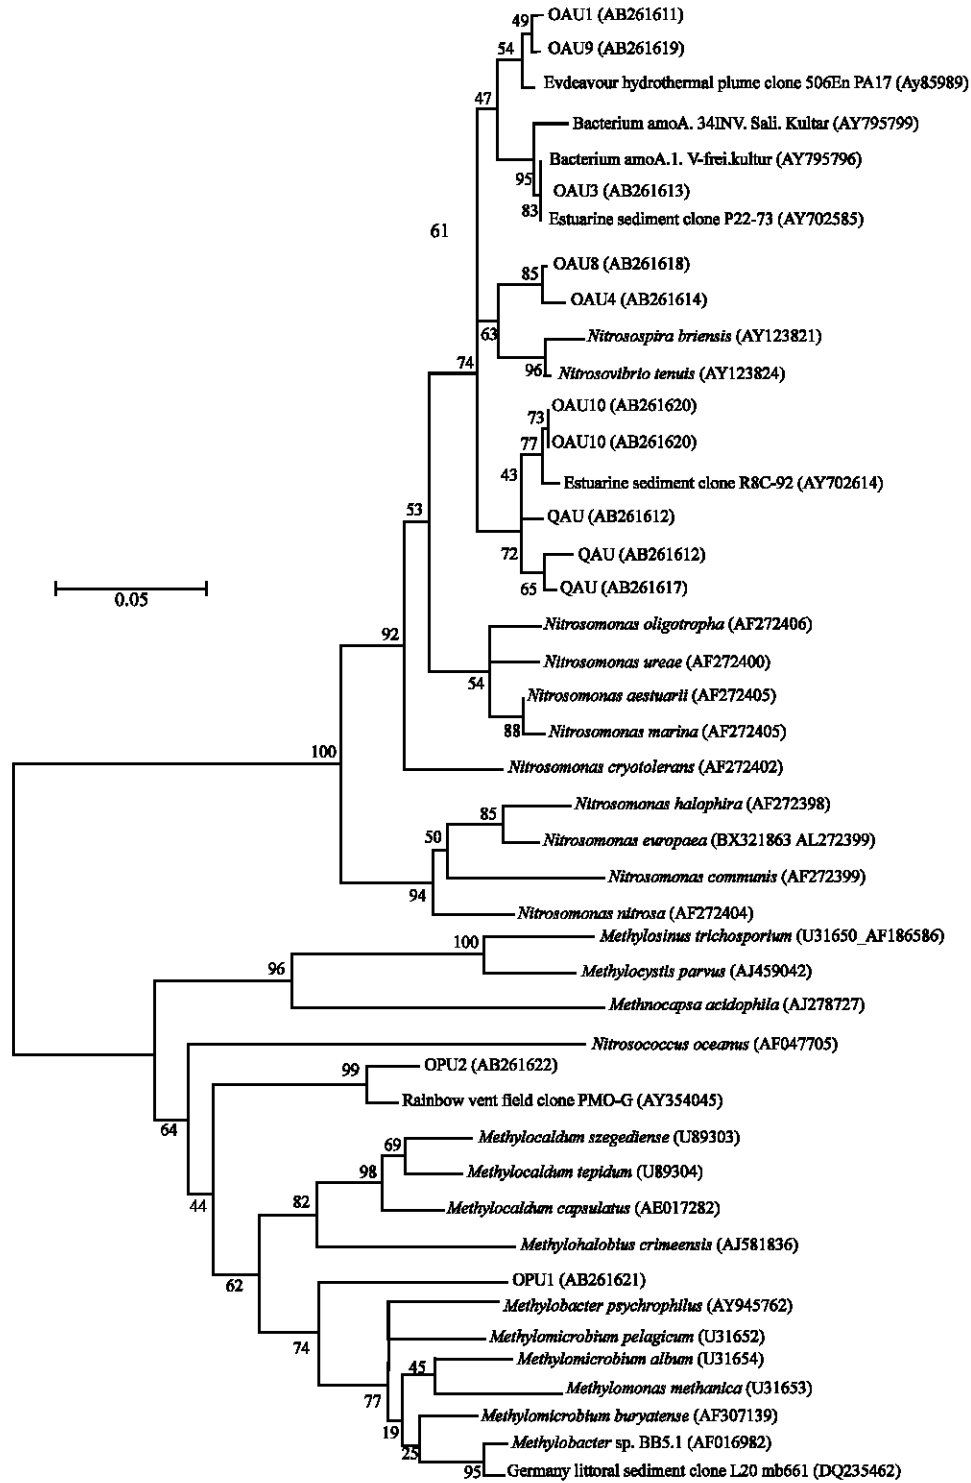 49
OAU1 (AB261611)
54
OAU9 (AB261619)
Evdeavour hydrothermal plume clone 506En PA17 (Ay85989)
47
Bacterium amoA. 34INV. Sali. Kultar (AY795799)
Bacterium amoA.1. V-frei.kultur (AY795796)
95
OAU3 (AB261613)
83
Estuarine sediment clone P22-73 (AY702585)
61
OAU8 (AB261618)
85
OAU4 (AB261614)
63
Nitrosospira briensis (AY123821)
74
96
Nitrosovibrio tenuis (AY123824)
OAU10 (AB261620)
73
77
OAU10 (AB261620)
43
Estuarine sediment clone R8C-92 (AY702614)
53
QAU (AB261612)
72
QAU (AB261612)
65
QAU (AB261617)
0.05
92
Nitrosomonas oligotropha (AF272406)
Nitrosomonas ureae (AF272400)
54
Nitrosomonas aestuarii (AF272405)
88
Nitrosomonas marina (AF272405)
100
Nitrosomonas cryotolerans (AF272402)
Nitrosomonas halophira (AF272398)
85
50
Nitrosomonas europaea (BX321863 AL272399)
Nitrosomonas communis (AF272399)
94
Nitrosomonas nitrosa (AF272404)
Methylosinus trichosporium (U31650_AF186586)
100
96
Methylocystis parvus (AJ459042)
Methnocapsa acidophila (AJ278727)
Nitrosococcus oceanus (AF047705)
99
OPU2 (AB261622)
Rainbow vent field clone PMO-G (AY354045)
64
69
Methylocaldum szegediense (U89303)
98
Methylocaldum tepidum (U89304)
82
44
Methylocaldum capsulatus (AE017282)
Methylohalobius crimeensis (AJ581836)
62
OPU1 (AB261621)
Methylobacter psychrophilus (AY945762)
74
Methylomicrobium pelagicum (U31652)
45
Methylomicrobium album (U31654)
77
Methylomonas methanica (U31653)
19
Methylomicrobium buryatense (AF307139)
25
Methylobacter sp. BB5.1 (AF016982)
95
Germany littoral sediment clone L20 mb661 (DQ235462)